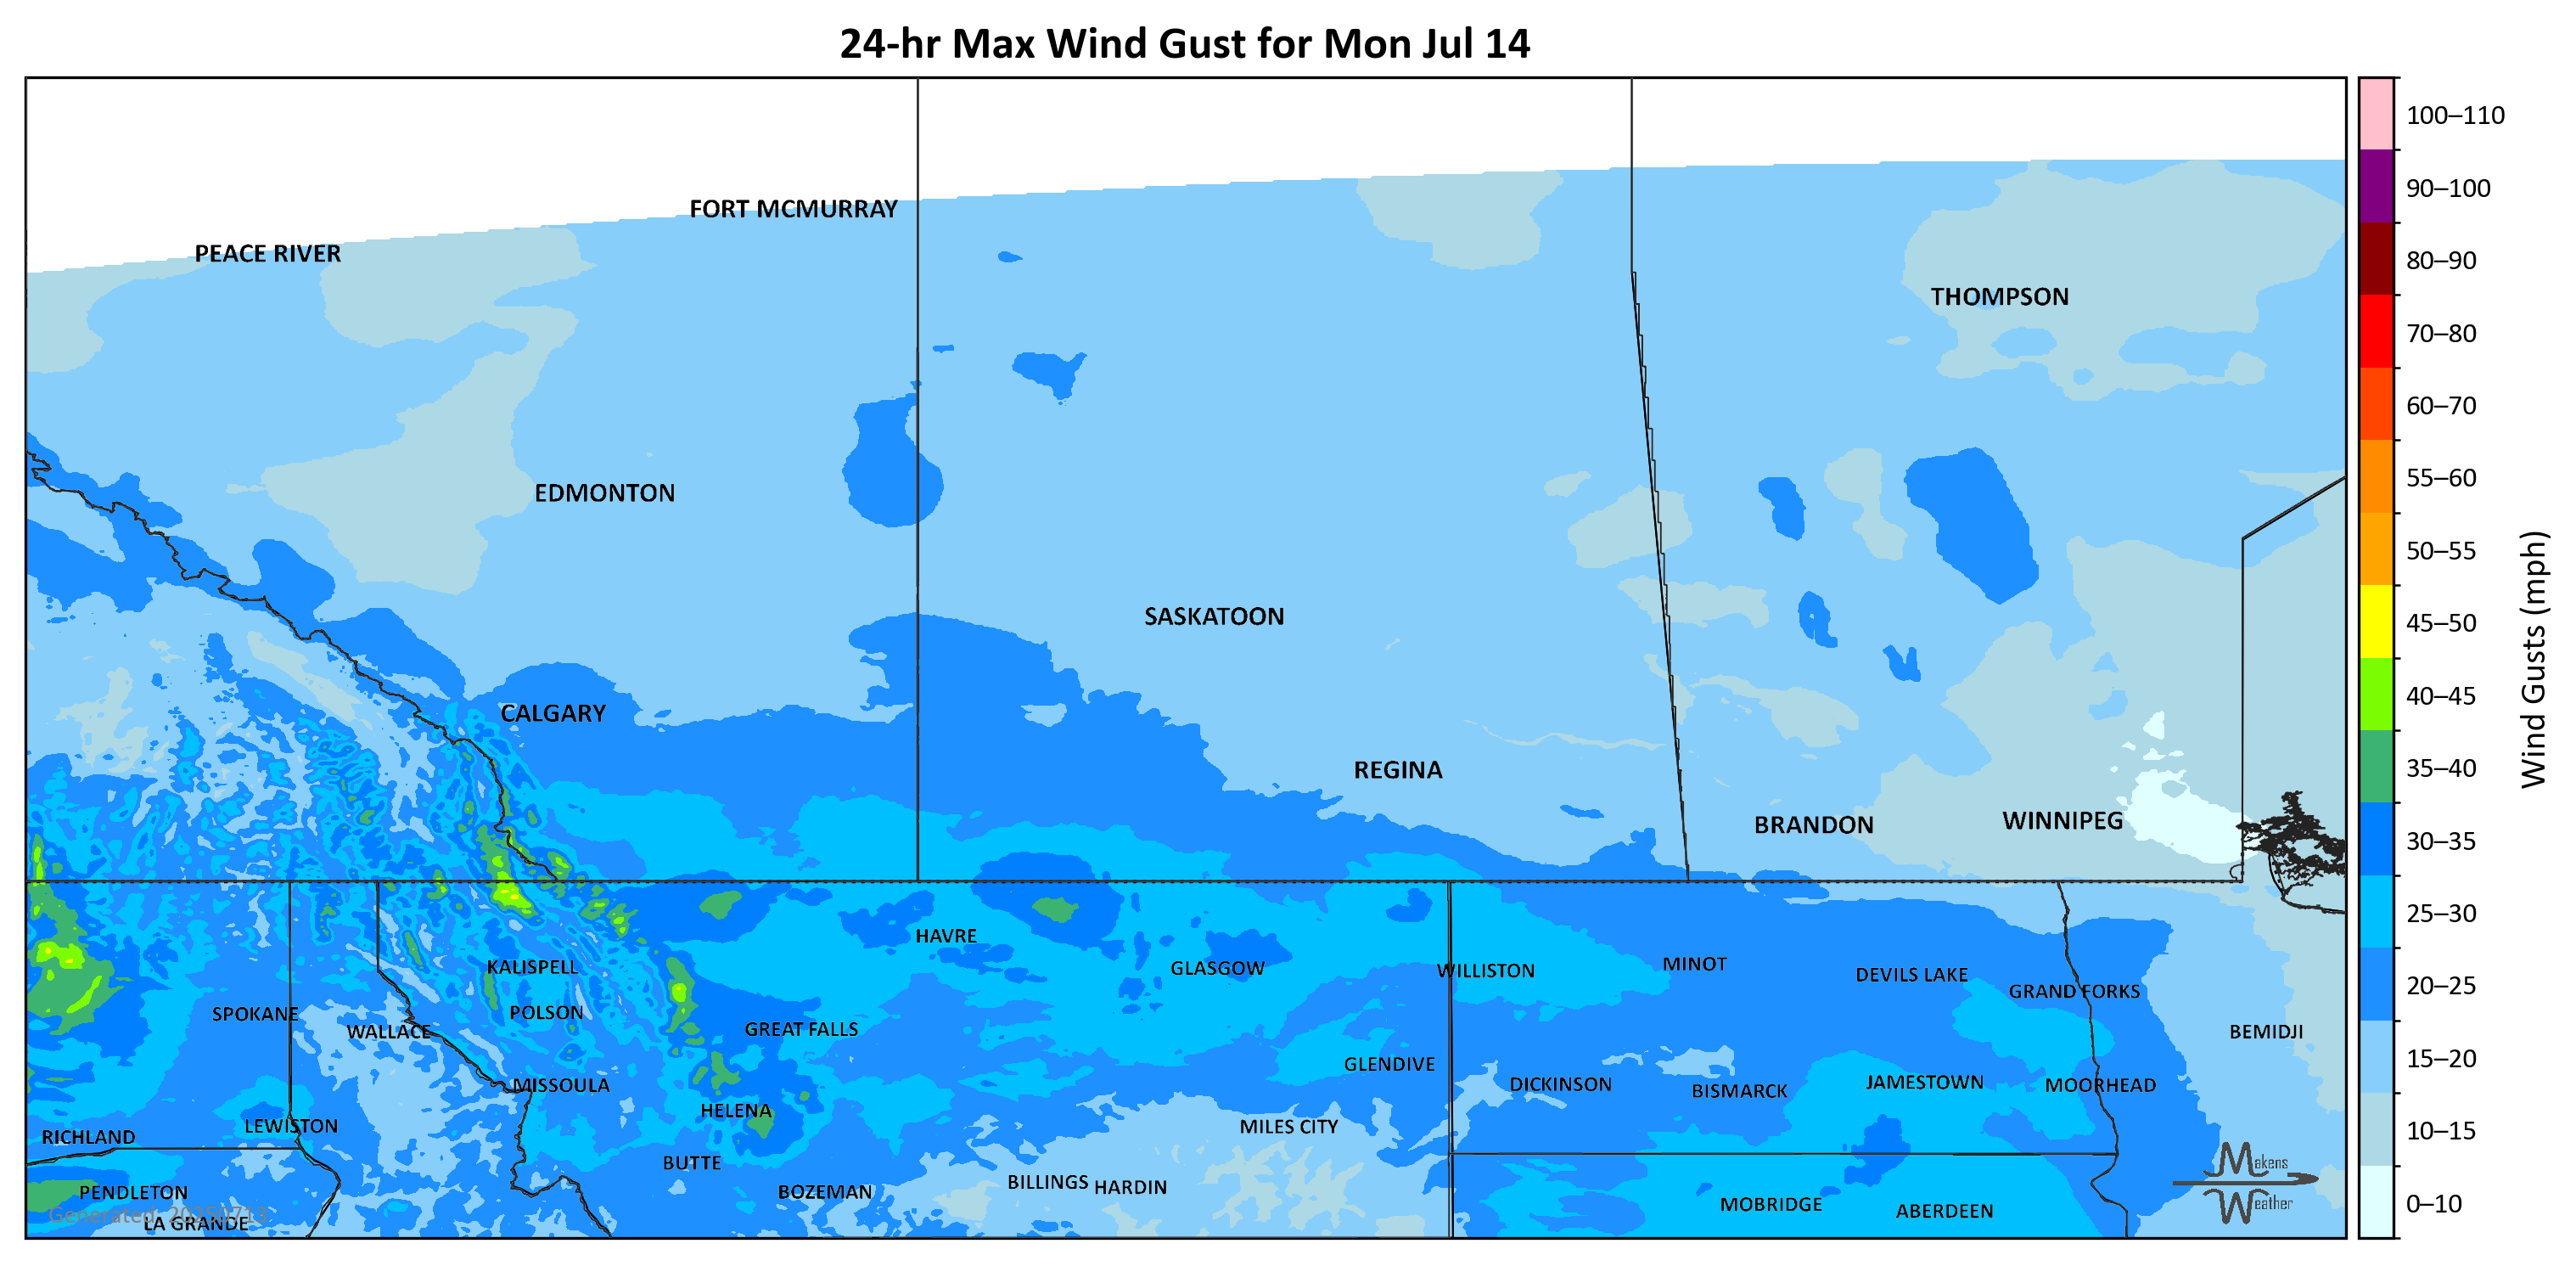 24-hr Max Wind Gust for Mon Jul 14
FORT MCMURRAY
PEACE RIVER
THOMPSON
EDMONTON
SASKATOON
CALGARY
REGINA
BRANDON
WINNIPEG
HAVRE
KALISPELL
GLASGOW
WILLISTON
MINOT
DEVILS LAKE
GRAND FORKS
SPOKANE
POLSON
WALLACE
GREAT FALLS
BEMIDJI
GLENDIVE
MISSOULA
DICKINSON
BISMARCK
JAMESTOWN
MOORHEAD
HELENA
LEWISTON
RICHLAND
MILES CITY
BUTTE
PENDLETON
BOZEMAN
BILLINGS
HARDIN
MOBRIDGE
ABERDEEN
Generated: 20250713
LA GRANDE
Makens
Weather
100–110
90–100
80–90
70–80
60–70
55–60
50–55
45–50
40–45
35–40
30–35
25–30
20–25
15–20
10–15
0–10
Wind Gusts (mph)